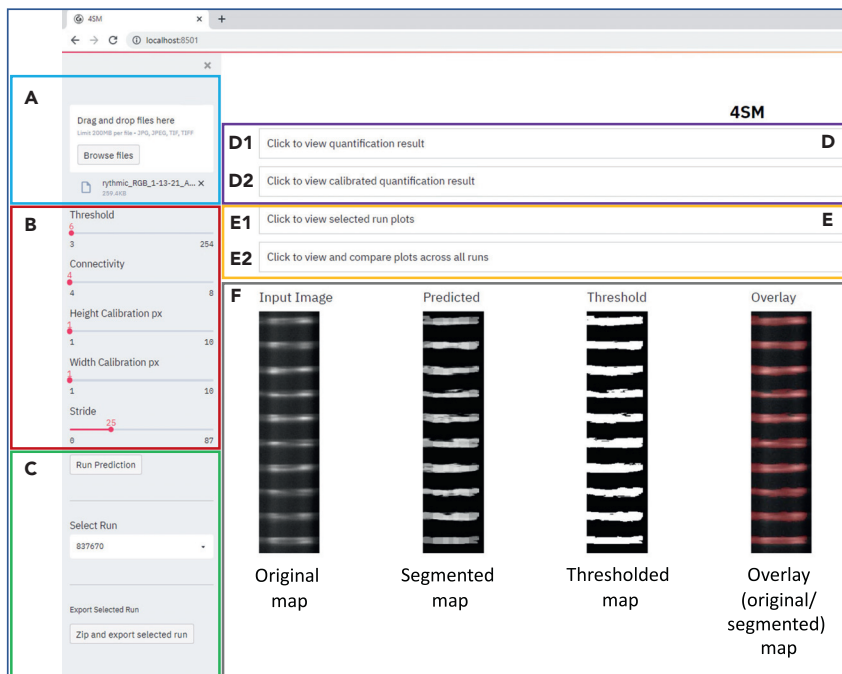 4SM
localhost:8501
A
Drag and drop files here
Limit 200MB per file • JPG, JPEG, TIF, TIFF
Browse files
rythmic_RGB_1-13-21_A...
259.4KB
B
Threshold
6
3 254
Connectivity
4
4 8
Height Calibration px
1
1 10
Width Calibration px
1
1 10
Stride
25
0 87
C
Run Prediction
Select Run
837670
Export Selected Run
Zip and export selected run
4SM
D1 Click to view quantification result D
D2 Click to view calibrated quantification result
E1 Click to view selected run plots E
E2 Click to view and compare plots across all runs
F Input Image Predicted Threshold Overlay
Original Segmented Thresholded Overlay
map map map (original/
segmented)
map